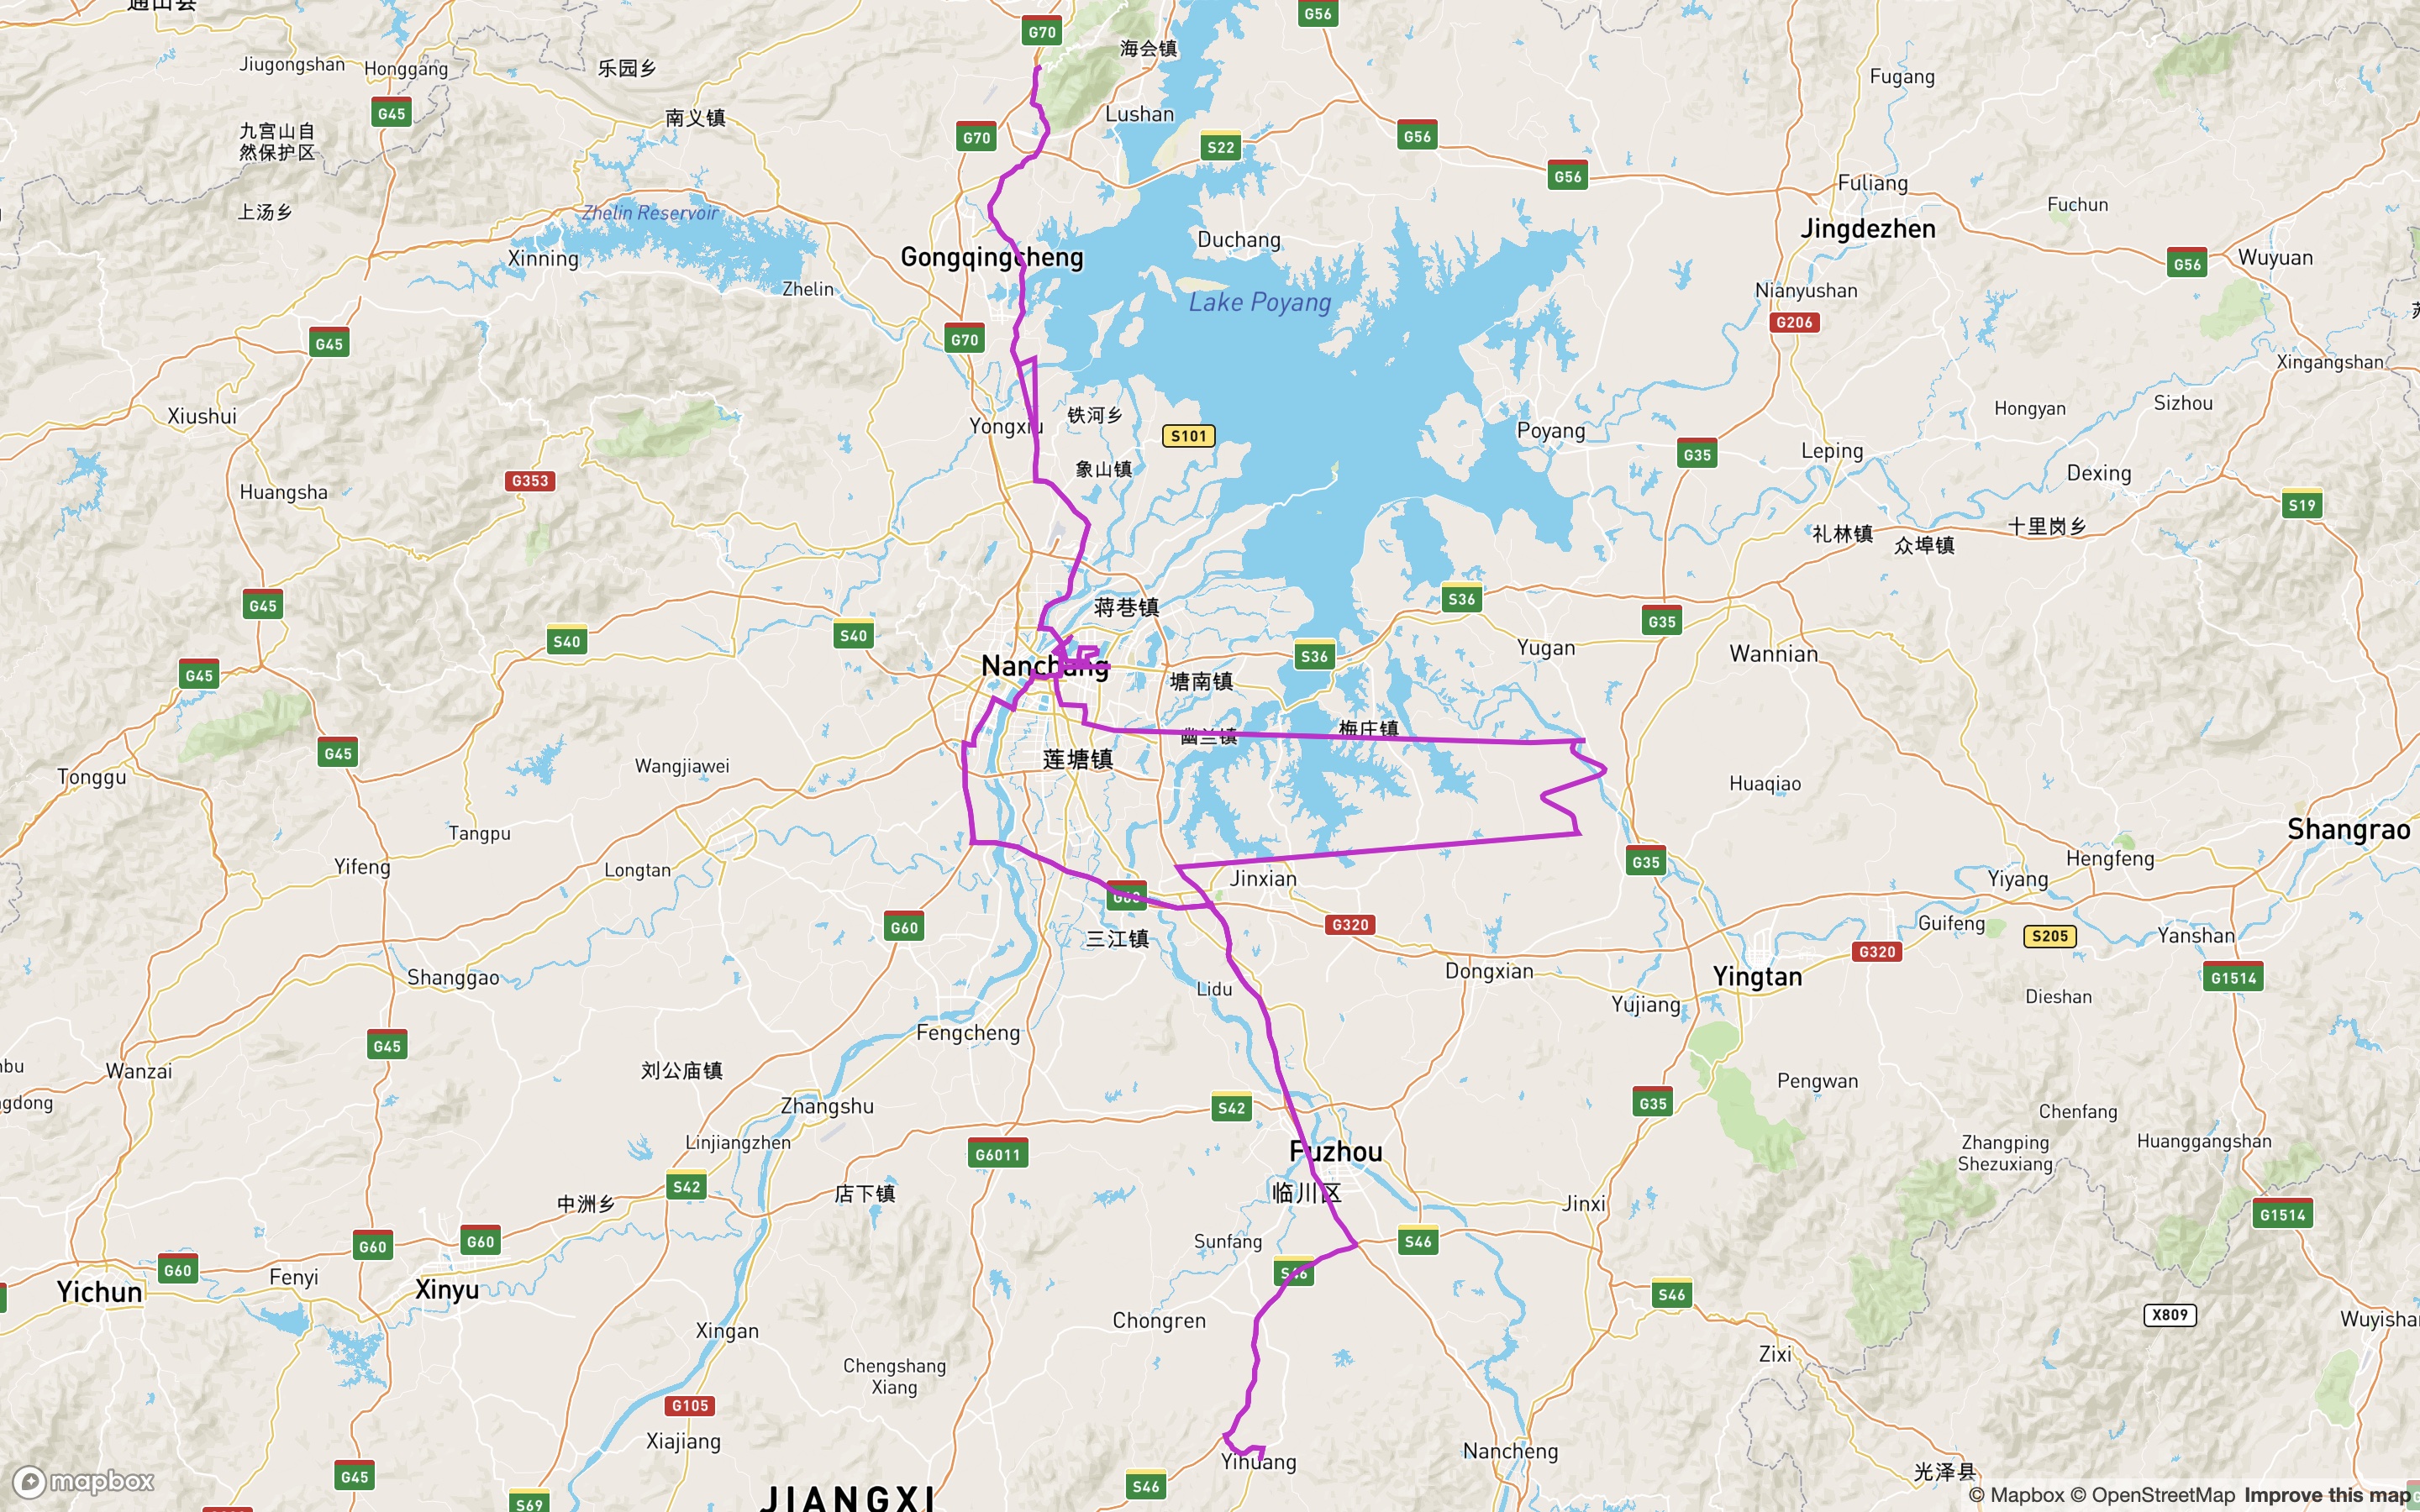 通山县
G70
海会镇
G56
Jiugongshan
Honggang
乐园乡
Fugang
G45
南义镇
Lushan
九宫山自
然保护区
G70
S22
G56
G56
Fuliang
上汤乡
Zhelin Reservoir
Fuchun
Jingdezhen
Xinning
Gongqingcheng
Duchang
G56
Wuyuan
Zhelin
Lake Poyang
Nianyushan
G206
G45
G70
Xingangshan
Xiushui
Yongxiu
铁河乡
S101
Poyang
Hongyan
Sizhou
G35
Leping
象山镇
Dexing
G353
Huangsha
S19
礼林镇
众埠镇
十里岗乡
G45
蒋巷镇
S36
G35
S40
S40
Yugan
Wannian
G45
Nanchang
S36
塘南镇
幽兰镇
梅庄镇
G45
莲塘镇
Tonggu
Wangjiawei
Huaqiao
Tangpu
Shangrao
Yifeng
Longtan
Jinxian
G35
Hengfeng
Yiyang
G60
G320
Guifeng
S205
Yanshan
三江镇
G320
Shanggao
Dongxian
Yingtan
G1514
Lidu
Yujiang
Dieshan
Fengcheng
G45
Wanzai
刘公庙镇
Pengwan
Zhangshu
S42
G35
Chenfang
Linjiangzhen
G6011
Fuzhou
Zhangping
Shezuxiang
Huanggangshan
S42
店下镇
临川区
中洲乡
Jinxi
G1514
G60
G60
Sunfang
S46
G60
Fenyi
S46
Yichun
Xinyu
S46
X809
Chongren
Xingan
Zixi
Chengshang
Xiang
G105
Xiajiang
Nancheng
Yihuang
G45
S46
光泽县
mapbox
S69
JIANGXI
© Mapbox © OpenStreetMap Improve this map